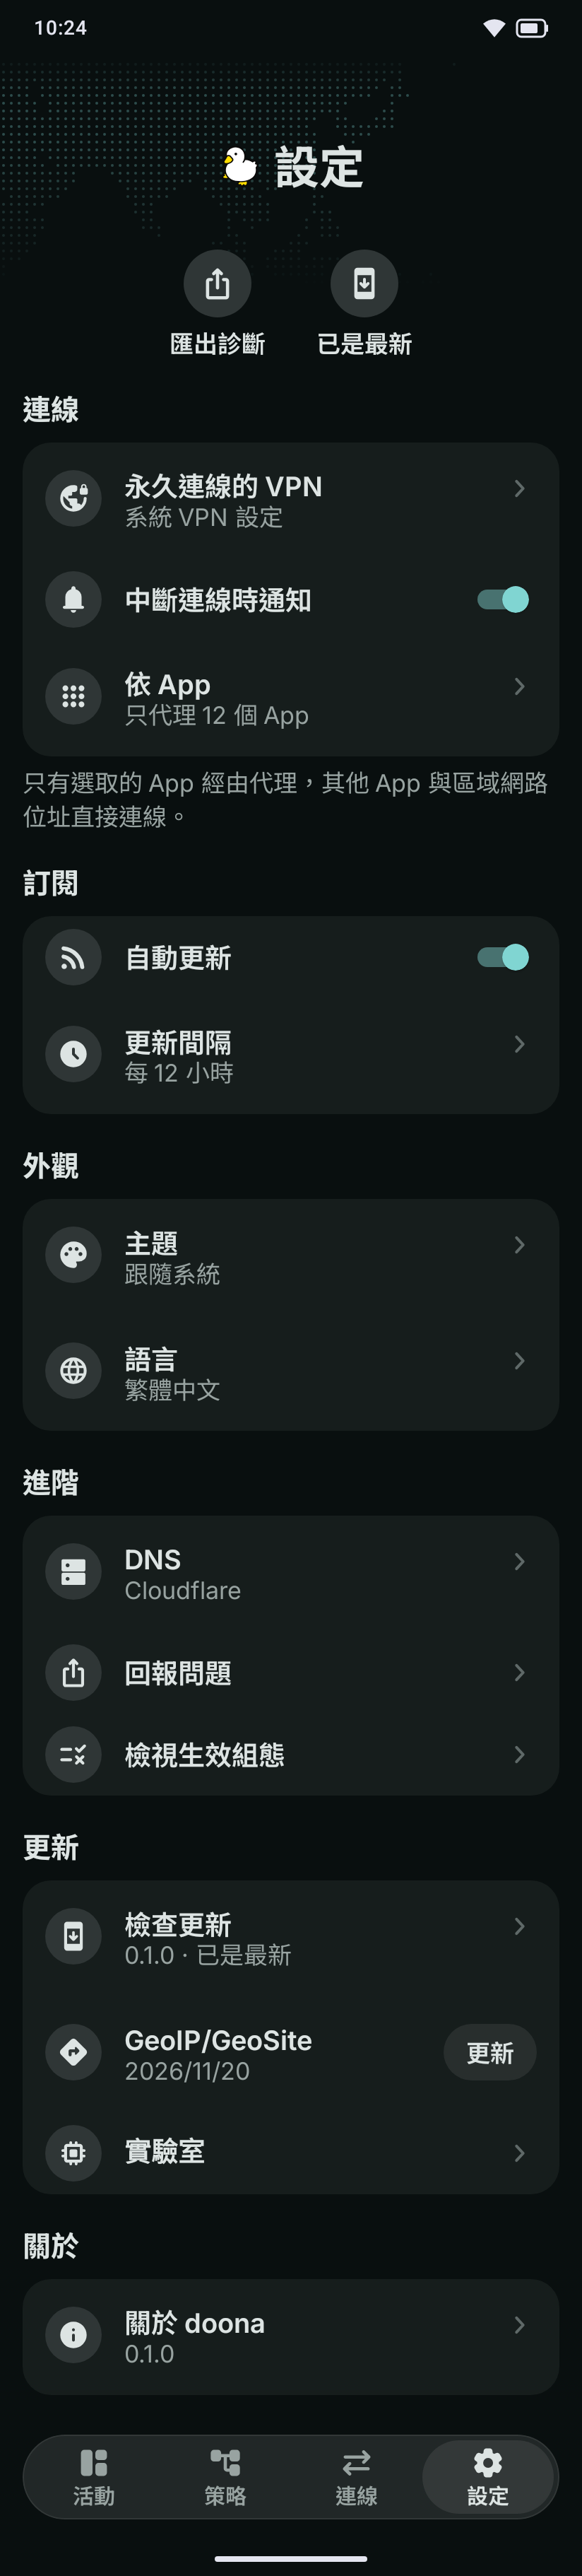 10:24
設定
匯出診斷
已是最新
連線
永久連線的 VPN
系統 VPN 設定
中斷連線時通知
依 App
只代理 12 個 App
只有選取的 App 經由代理，其他 App 與區域網路
位址直接連線。
訂閱
自動更新
更新間隔
每 12 小時
外觀
主題
跟隨系統
語言
繁體中文
進階
DNS
Cloudflare
回報問題
檢視生效組態
更新
檢查更新
0.1.0 · 已是最新
GeoIP/GeoSite
2026/11/20
更新
實驗室
關於
關於 doona
0.1.0
活動
策略
連線
設定